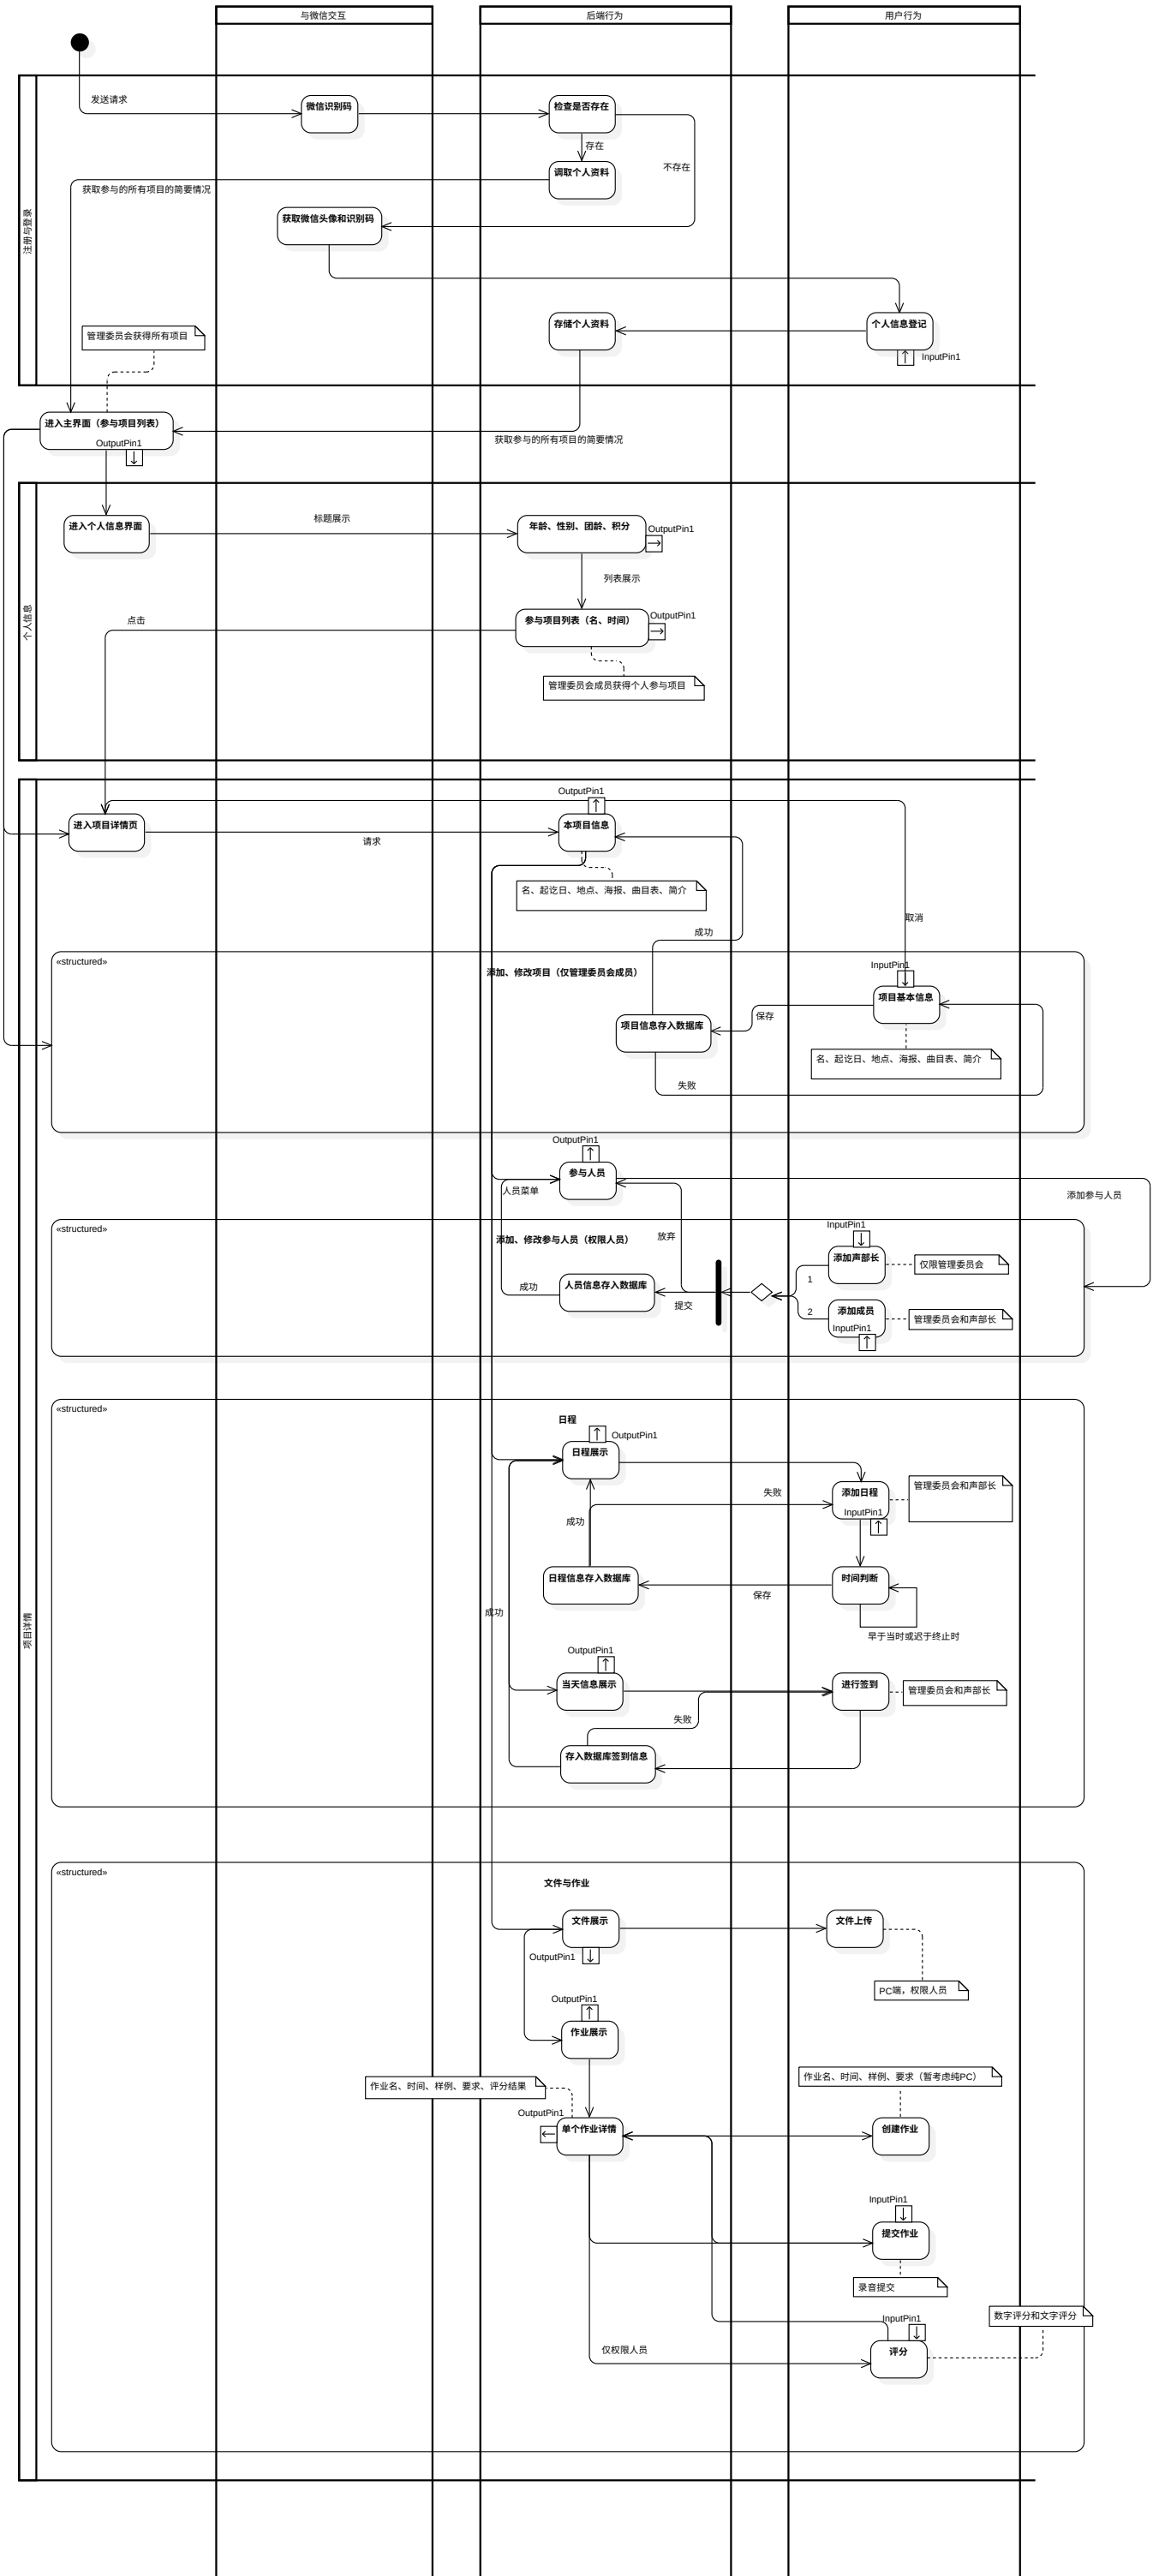 与微信交互
后端行为
用户行为
注册与登录
发送请求
微信识别码
检查是否存在
存在
不存在
调取个人资料
获取参与的所有项目的简要情况
获取微信头像和识别码
管理委员会获得所有项目
存储个人资料
个人信息登记
InputPin1
进入主界面（参与项目列表）
OutputPin1
获取参与的所有项目的简要情况
个人信息
进入个人信息界面
标题展示
年龄、性别、团龄、积分
OutputPin1
列表展示
点击
参与项目列表（名、时间）
OutputPin1
管理委员会成员获得个人参与项目
项目详情
OutputPin1
进入项目详情页
请求
本项目信息
名、起讫日、地点、海报、曲目表、简介
取消
成功
«structured»
添加、修改项目（仅管理委员会成员）
InputPin1
项目基本信息
保存
项目信息存入数据库
名、起讫日、地点、海报、曲目表、简介
失败
OutputPin1
参与人员
人员菜单
添加参与人员
«structured»
添加、修改参与人员（权限人员）
放弃
InputPin1
添加声部长
仅限管理委员会
1
成功
人员信息存入数据库
提交
2
添加成员
InputPin1
管理委员会和声部长
«structured»
日程
OutputPin1
日程展示
添加日程
InputPin1
管理委员会和声部长
失败
成功
日程信息存入数据库
保存
时间判断
早于当时或迟于终止时
成功
OutputPin1
当天信息展示
进行签到
管理委员会和声部长
失败
存入数据库签到信息
«structured»
文件与作业
文件展示
OutputPin1
文件上传
PC端，权限人员
OutputPin1
作业展示
作业名、时间、样例、要求、评分结果
作业名、时间、样例、要求（暂考虑纯PC）
OutputPin1
单个作业详情
创建作业
InputPin1
提交作业
录音提交
数字评分和文字评分
InputPin1
仅权限人员
评分